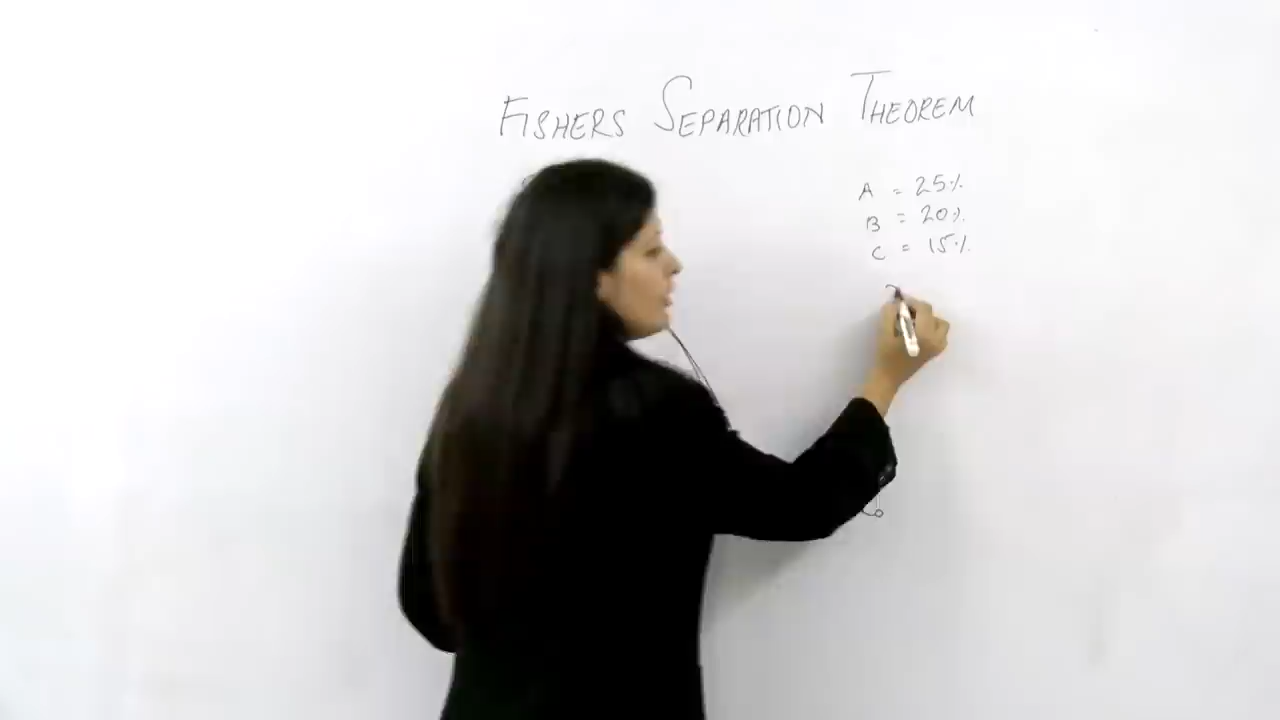 FISHERS SEPARATION THEOREM
A = 25%
B = 20%
C = 15%